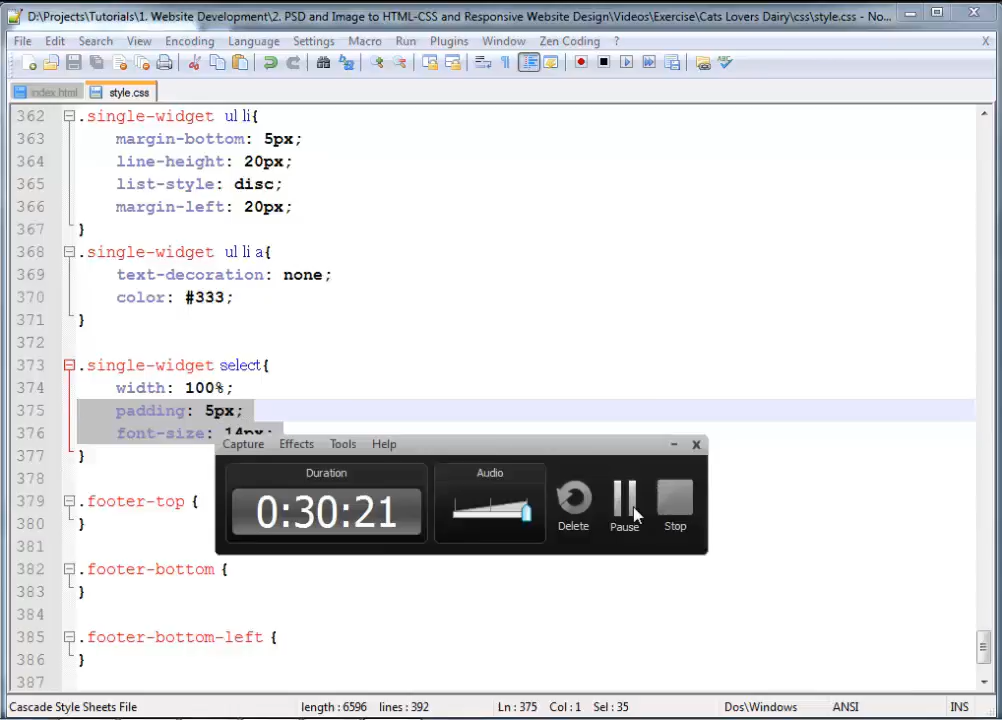 D:\Projects\Tutorials\1. Website Development\2. PSD and Image to HTML-CSS and Responsive Website Design\Videos\Exercise\Cats Lovers Dairy\css\style.css - No...
File Edit Search View Encoding Language Settings Macro Run Plugins Window Zen Coding ? X
index.html style.css
362 .single-widget ul li{
363 margin-bottom: 5px;
364 line-height: 20px;
365 list-style: disc;
366 margin-left: 20px;
367 }
368 .single-widget ul li a{
369 text-decoration: none;
370 color: #333;
371 }
372
373 .single-widget select{
374 width: 100%;
375 padding: 5px;
376 font-size: 14px;
377 }
378
379 .footer-top {
380 }
381
382 .footer-bottom {
383 }
384
385 .footer-bottom-left {
386 }
387
Capture Effects Tools Help
Duration Audio
0:30:21
Delete Pause Stop
Cascade Style Sheets File length : 6596 lines : 392 Ln : 375 Col : 1 Sel : 35 Dos\Windows ANSI INS